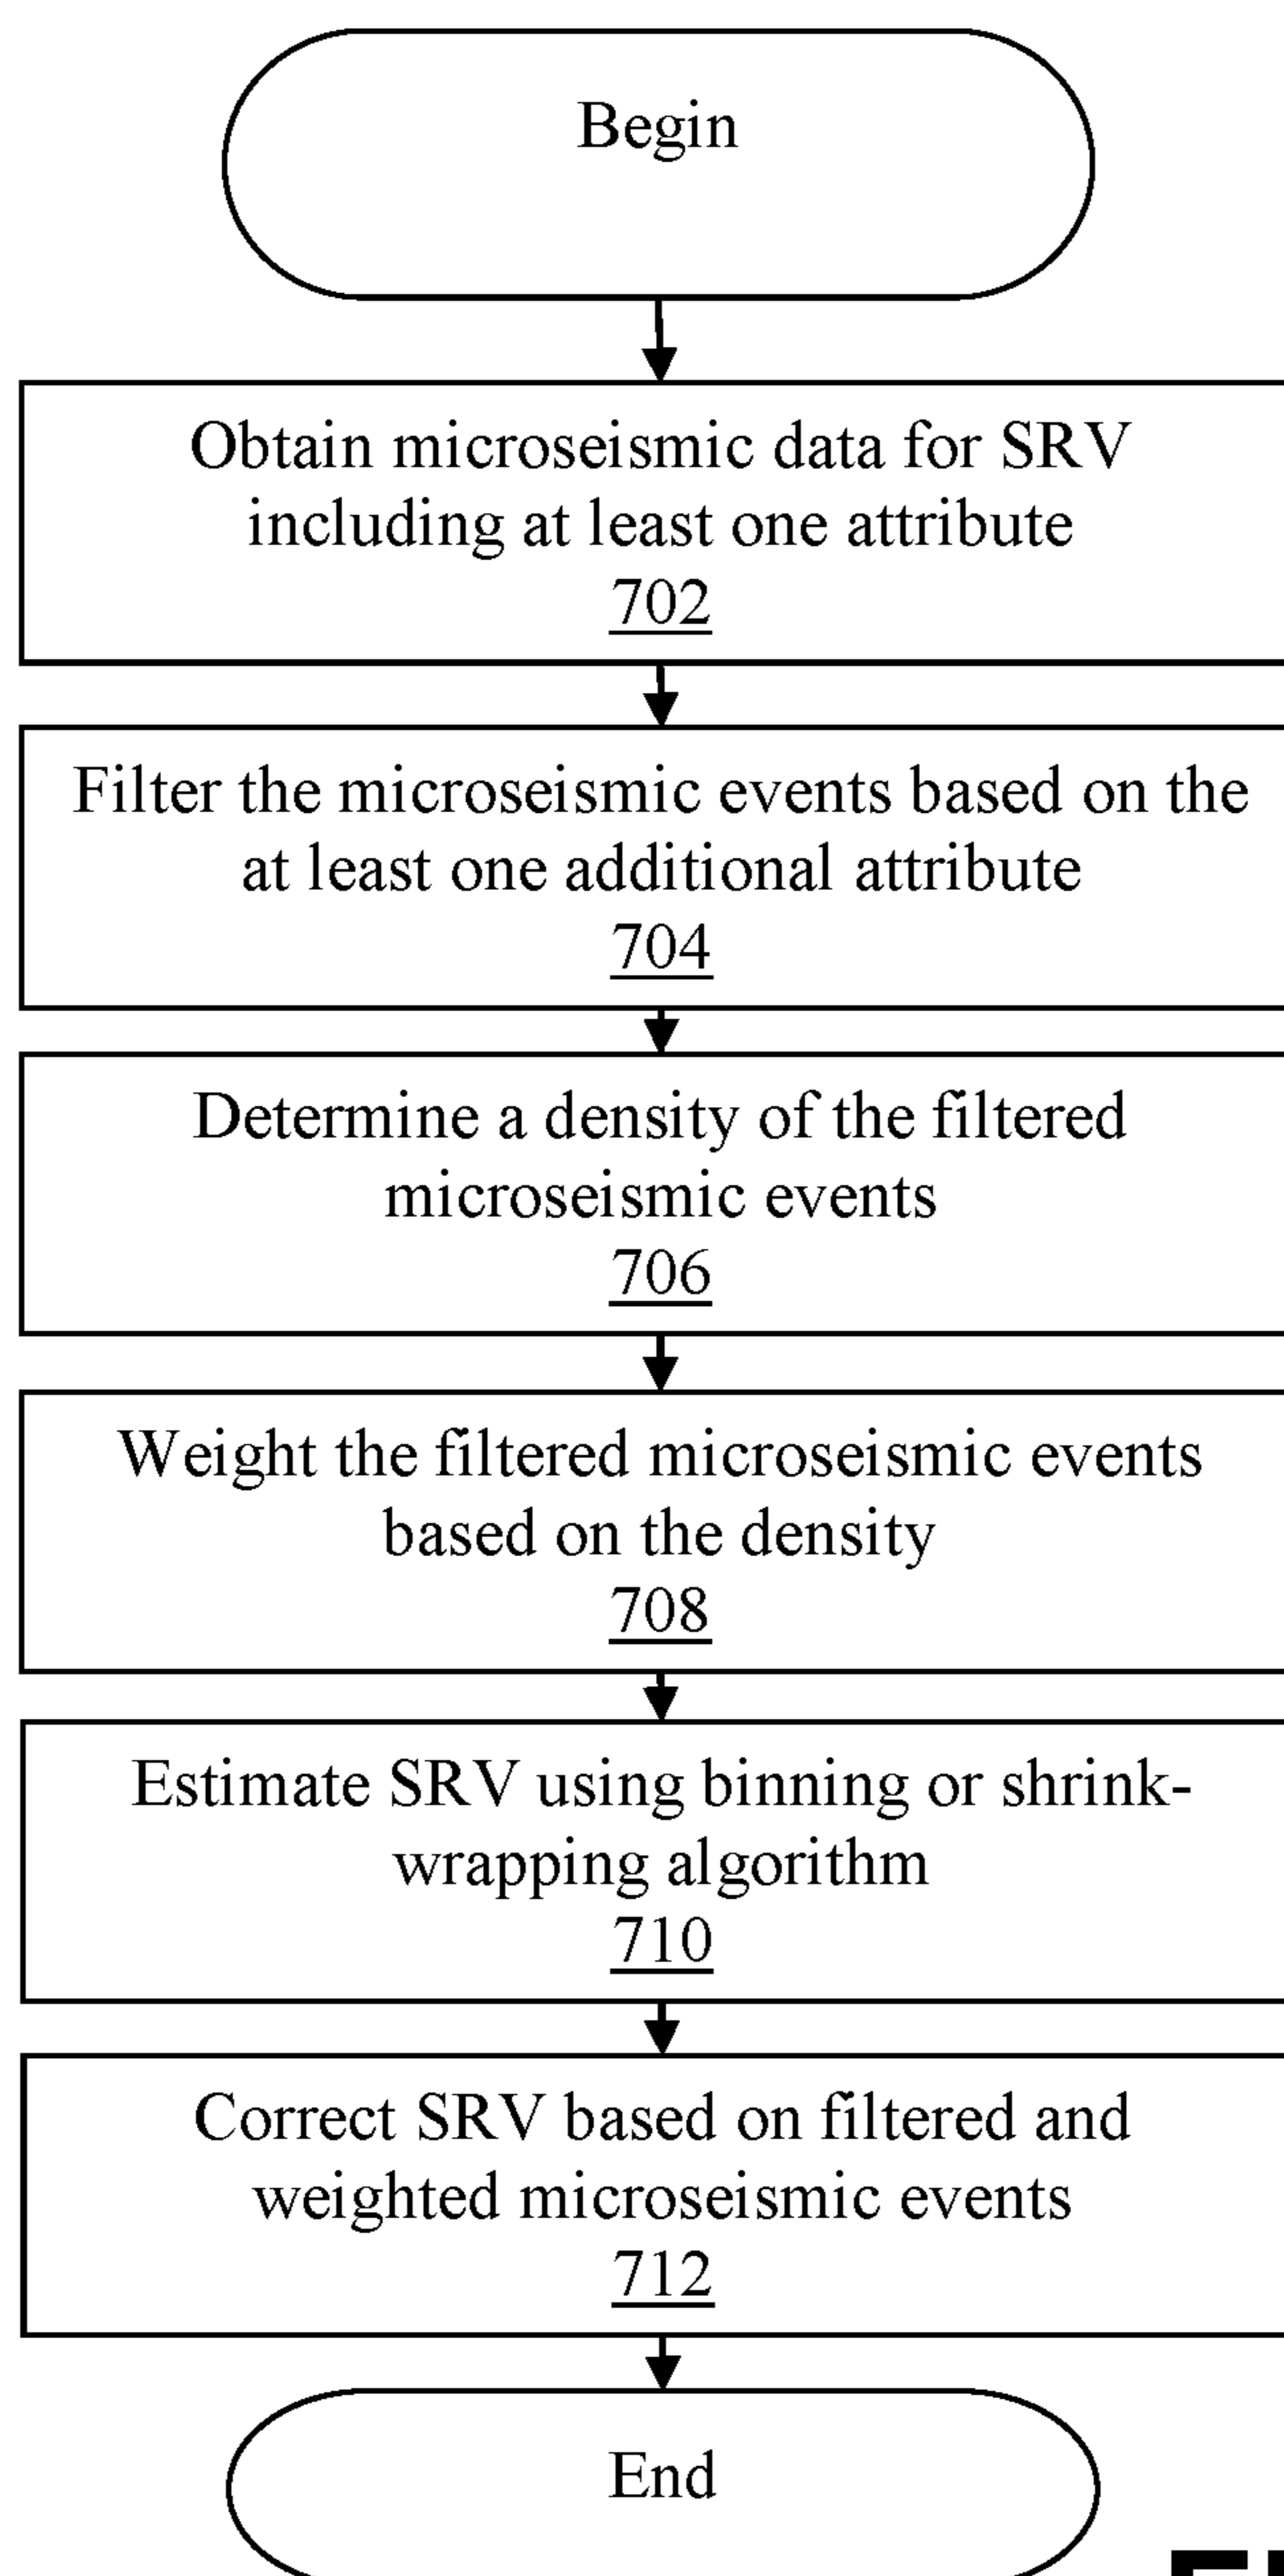 Begin
Obtain microseismic data for SRV
including at least one attribute
702
Filter the microseismic events based on the
at least one additional attribute
704
Determine a density of the filtered
microseismic events
706
Weight the filtered microseismic events
based on the density
708
Estimate SRV using binning or shrink-
wrapping algorithm
710
Correct SRV based on filtered and
weighted microseismic events
712
End